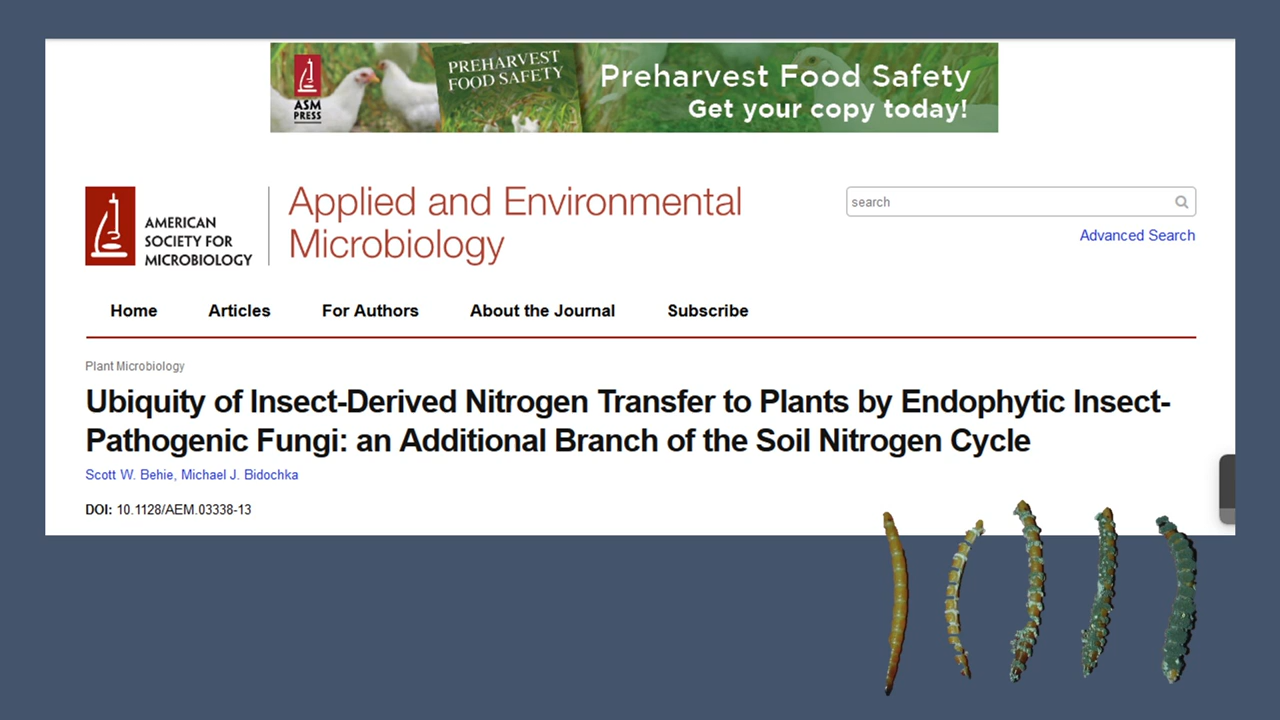 PREHARVEST
FOOD SAFETY
ASM
PRESS
Preharvest Food Safety
Get your copy today!
AMERICAN
SOCIETY FOR
MICROBIOLOGY
Applied and Environmental
Microbiology
search
Advanced Search
Home Articles For Authors About the Journal Subscribe
Plant Microbiology
Ubiquity of Insect-Derived Nitrogen Transfer to Plants by Endophytic Insect-
Pathogenic Fungi: an Additional Branch of the Soil Nitrogen Cycle
Scott W. Behie, Michael J. Bidochka
DOI: 10.1128/AEM.03338-13